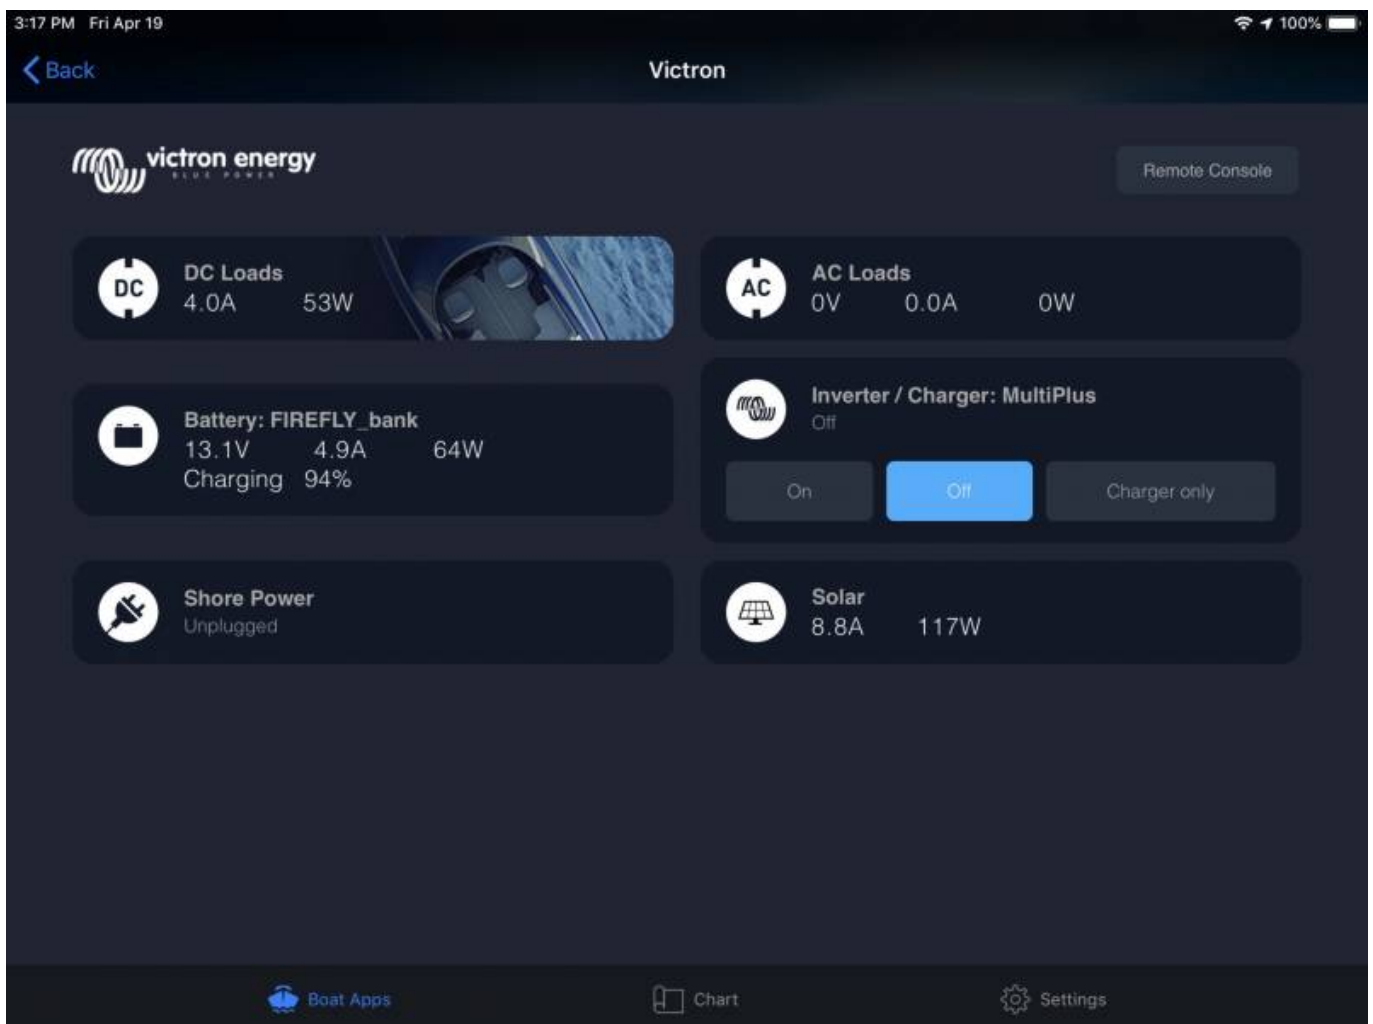 3:17 PM Fri Apr 19
100%
Back
Victron
victron energy
BLUE POWER
Remote Console
DC
DC Loads
4.0A 53W
AC
AC Loads
0V 0.0A 0W
Battery: FIREFLY_bank
13.1V 4.9A 64W
Charging 94%
Inverter / Charger: MultiPlus
Off
On Off Charger only
Shore Power
Unplugged
Solar
8.8A 117W
Boat Apps Chart Settings